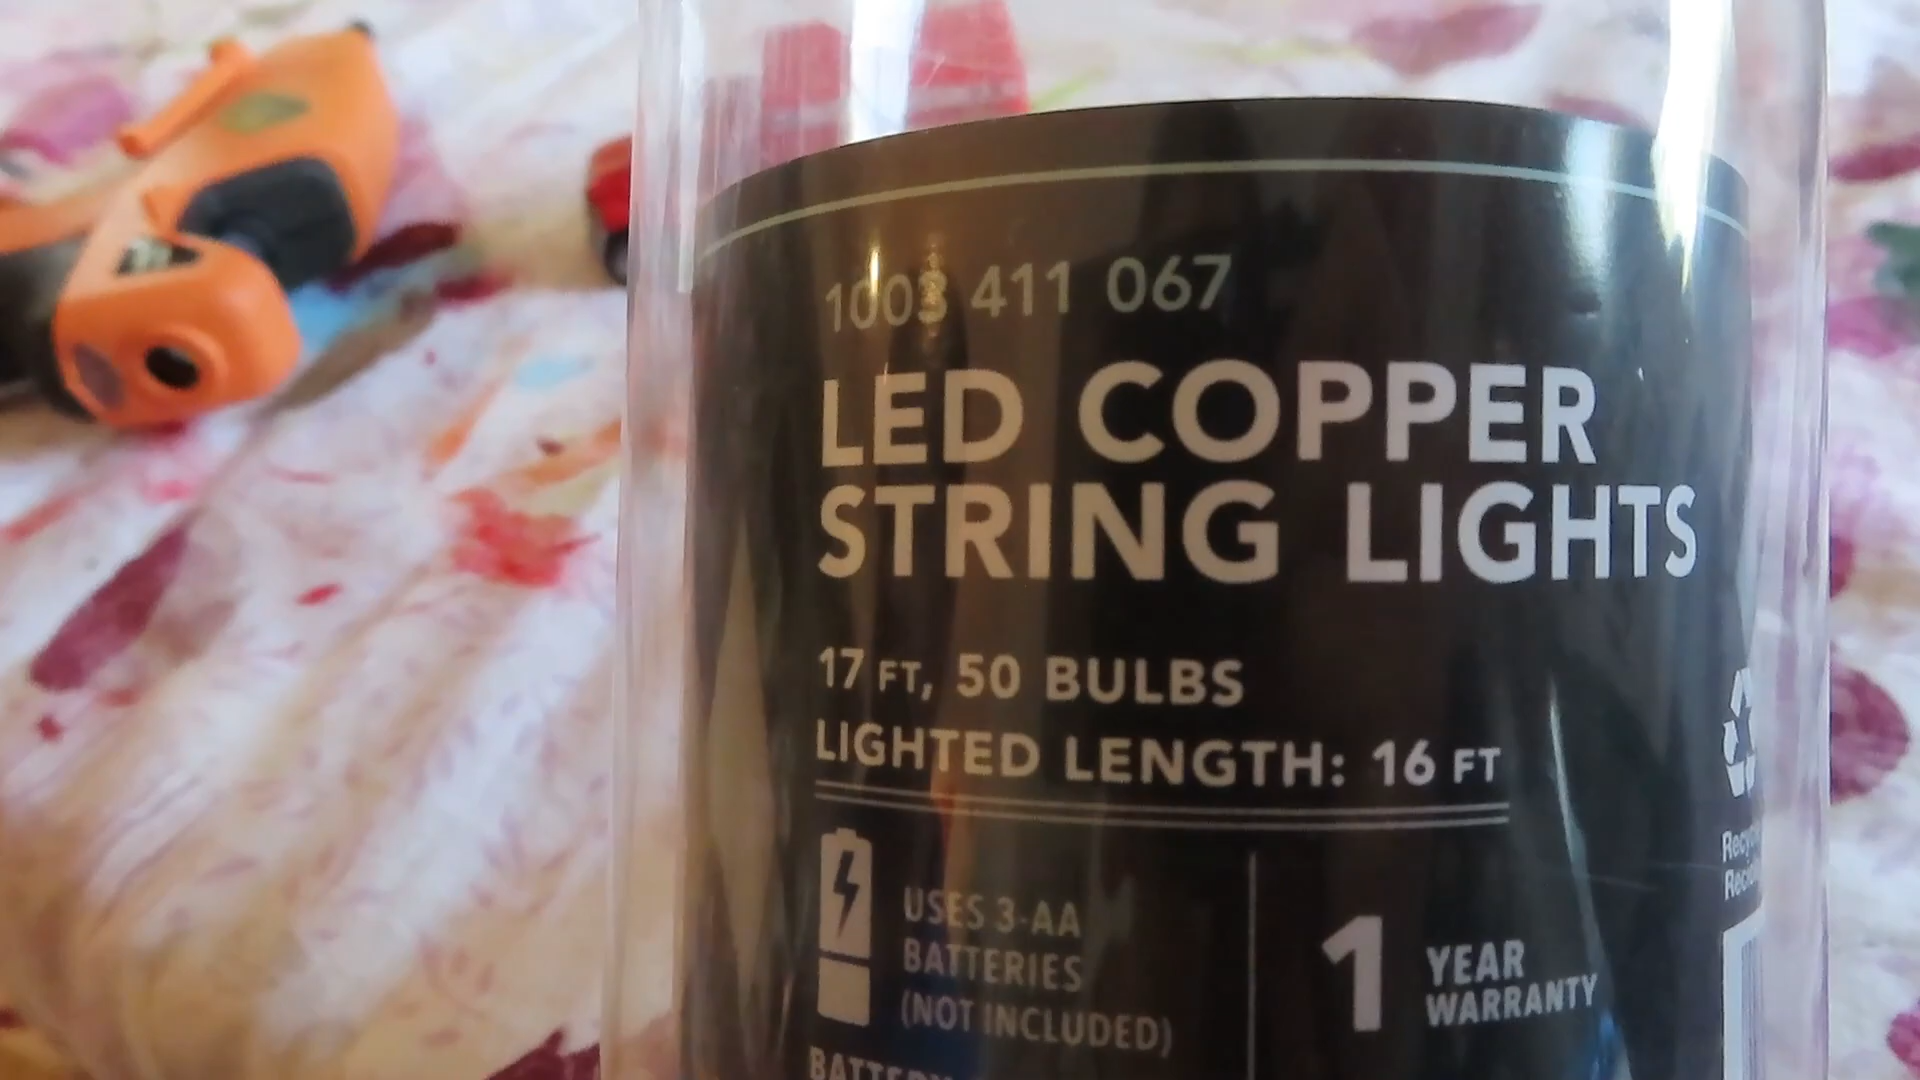 1003 411 067
LED COPPER
STRING LIGHTS
17 FT, 50 BULBS
LIGHTED LENGTH: 16 FT
USES 3-AA
BATTERIES
(NOT INCLUDED)
1 YEAR
WARRANTY